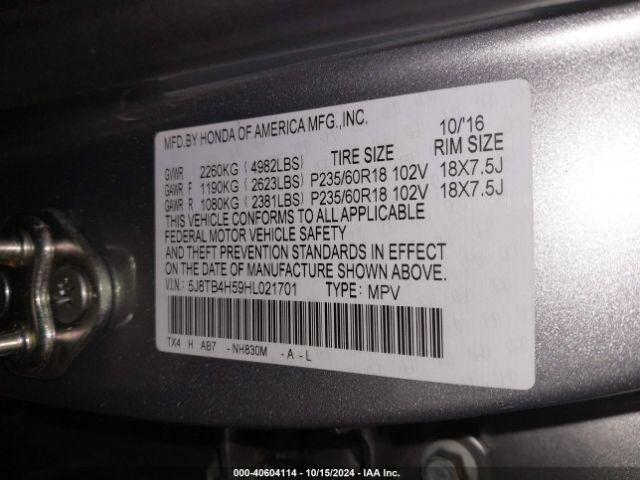 MFD.BY HONDA OF AMERICA MFG.,INC. 10/'16
GVWR 2260KG (4982LBS) TIRE SIZE RIM SIZE
GAWR F 1190KG (2623LBS) P235/60R18 102V 18X7.5J
GAWR R 1080KG (2381LBS) P235/60R18 102V 18X7.5J
THIS VEHICLE CONFORMS TO ALL APPLICABLE
FEDERAL MOTOR VEHICLE SAFETY
AND THEFT PREVENTION STANDARDS IN EFFECT
ON THE DATE OF MANUFACTURE SHOWN ABOVE.
V.I.N.: 5J8TB4H59HL021701 TYPE: MPV
TX4 H AB7 -NH830M -A-L
000-40604114 - 10/15/2024 - IAA Inc.